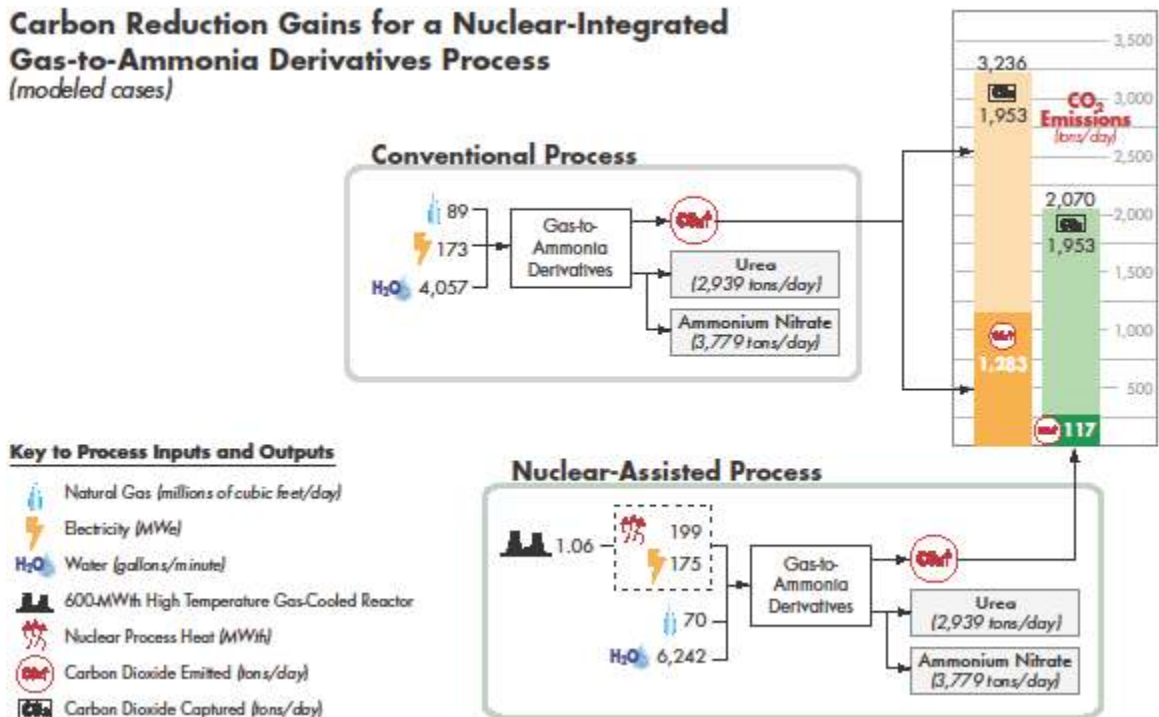 Carbon Reduction Gains for a Nuclear-Integrated
Gas-to-Ammonia Derivatives Process
(modeled cases)
3,500
3,236
CO₂
1,953
CO₂
Emissions
(tons/day)
3,000
2,500
2,070
2,000
CO₂
1,953
1,500
1,000
1,283
500
117
Conventional Process
89
173
H₂O 4,057
Gas-to-
Ammonia
Derivatives
Urea
(2,939 tons/day)
Ammonium Nitrate
(3,779 tons/day)
Key to Process Inputs and Outputs
Natural Gas (millions of cubic feet/day)
Electricity (MWe)
H₂O Water (gallons/minute)
600-MWth High Temperature Gas-Cooled Reactor
Nuclear Process Heat (MWth)
Carbon Dioxide Emitted (tons/day)
CO₂ Carbon Dioxide Captured (tons/day)
Nuclear-Assisted Process
1.06
199
175
70
H₂O 6,242
Gas-to-
Ammonia
Derivatives
Urea
(2,939 tons/day)
Ammonium Nitrate
(3,779 tons/day)